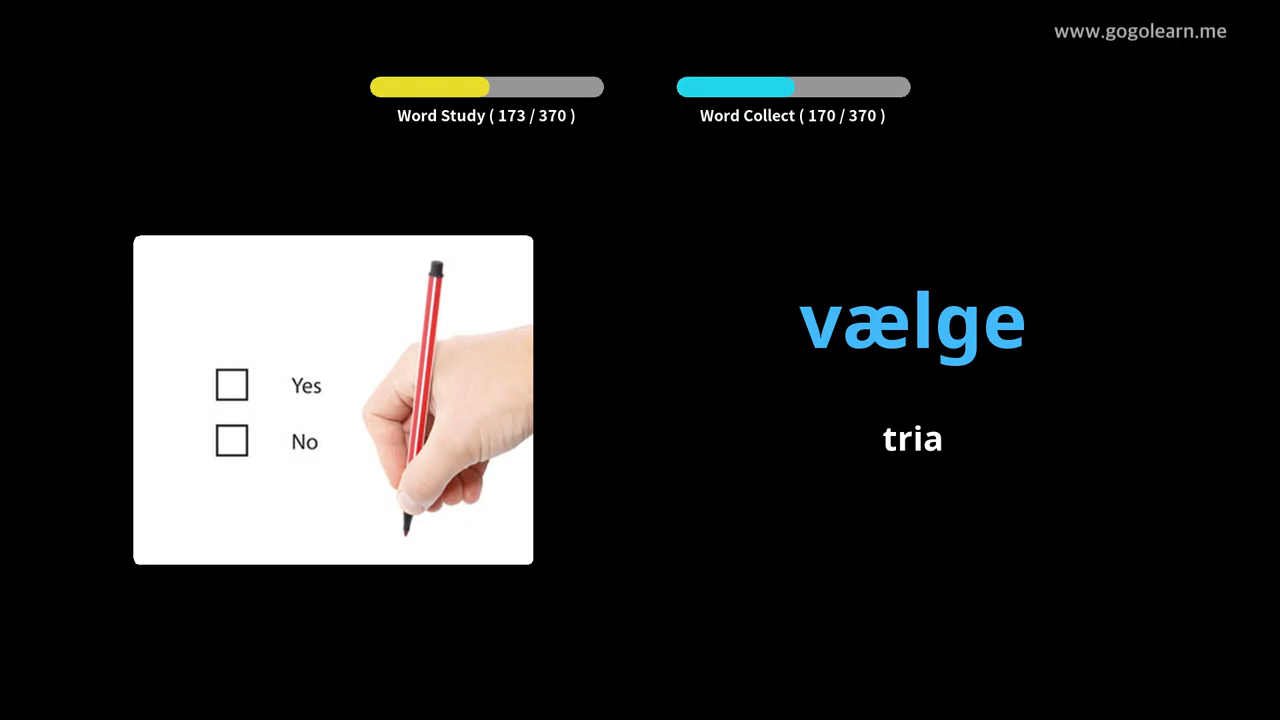 www.gogolearn.me
Word Study ( 173 / 370 )
Word Collect ( 170 / 370 )
Yes
No
vælge
tria